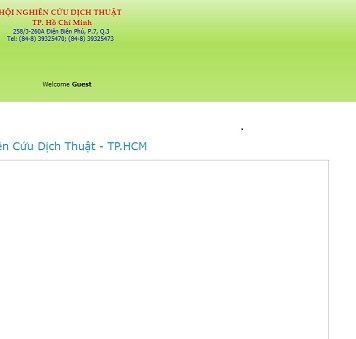 HỘI NGHIÊN CỨU DỊCH THUẬT
TP. Hồ Chí Minh
258/3-260A Điện Biên Phủ, P.7, Q.3
Tel: (84-8) 39325470; (84-8) 39325473
Welcome Guest
ên Cứu Dịch Thuật - TP.HCM